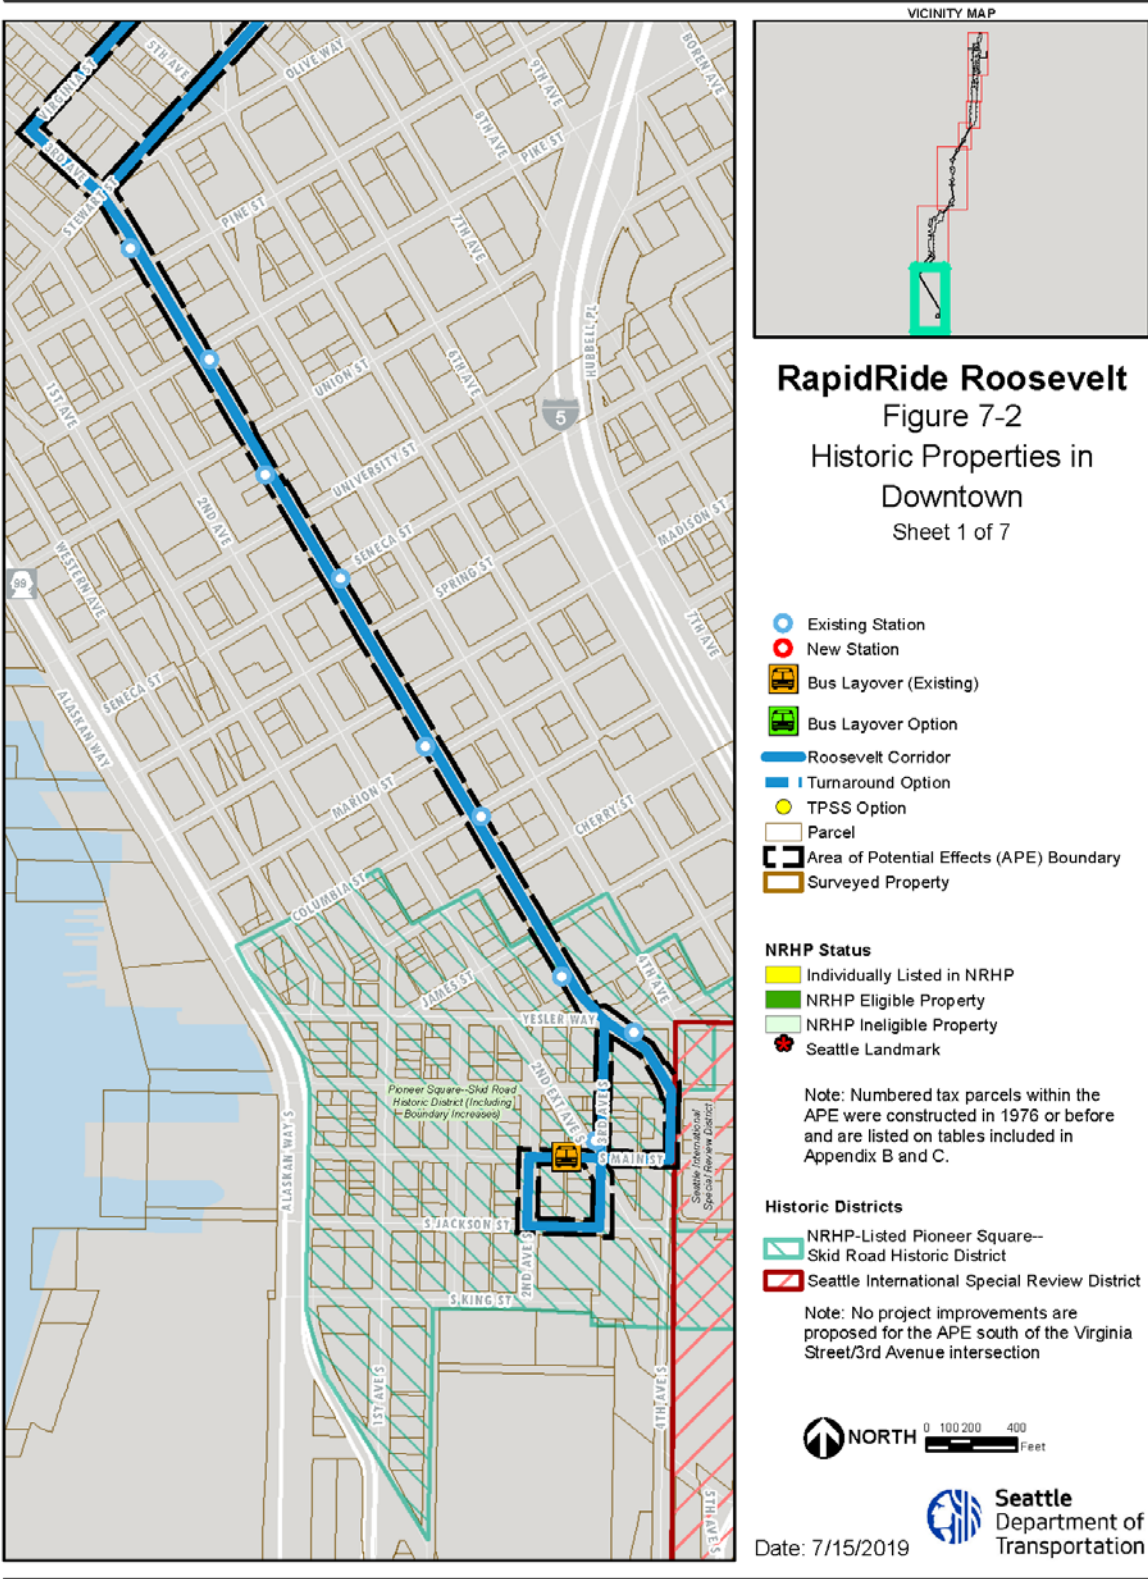 VICINITY MAP
RapidRide Roosevelt
Figure 7-2
Historic Properties in
Downtown
Sheet 1 of 7
Existing Station
New Station
Bus Layover (Existing)
Bus Layover Option
Roosevelt Corridor
Turnaround Option
TPSS Option
Parcel
Area of Potential Effects (APE) Boundary
Surveyed Property
NRHP Status
Individually Listed in NRHP
NRHP Eligible Property
NRHP Ineligible Property
Seattle Landmark
Note: Numbered tax parcels within the
APE were constructed in 1976 or before
and are listed on tables included in
Appendix B and C.
Historic Districts
NRHP-Listed Pioneer Square--
Skid Road Historic District
Seattle International Special Review District
Note: No project improvements are
proposed for the APE south of the Virginia
Street/3rd Avenue intersection
NORTH
0 100 200 400
Feet
Seattle
Department of
Transportation
Date: 7/15/2019
5TH AVE
OLIVE WAY
9TH AVE
BOREN AVE
VIRGINIA ST
8TH AVE
PIKE ST
3RD AVE
STEWART ST
PINE ST
7TH AVE
HUBBELL PL
UNION ST
6TH AVE
1ST AVE
5
UNIVERSITY ST
2ND AVE
MADISON ST
SENECA ST
SPRING ST
WESTERN AVE
99
7TH AVE
SENECA ST
ALASKAN WAY
MARION ST
CHERRY ST
COLUMBIA ST
4TH AVE
JAMES ST
YESLER WAY
2ND EXT AVE S
3RD AVE S
Pioneer Square--Skid Road
Historic District (Including
Boundary Increases)
Seattle International
Special Review District
S MAIN ST
ALASKAN WAY S
S JACKSON ST
2ND AVE S
S KING ST
1ST AVE S
4TH AVE S
5TH AVE S